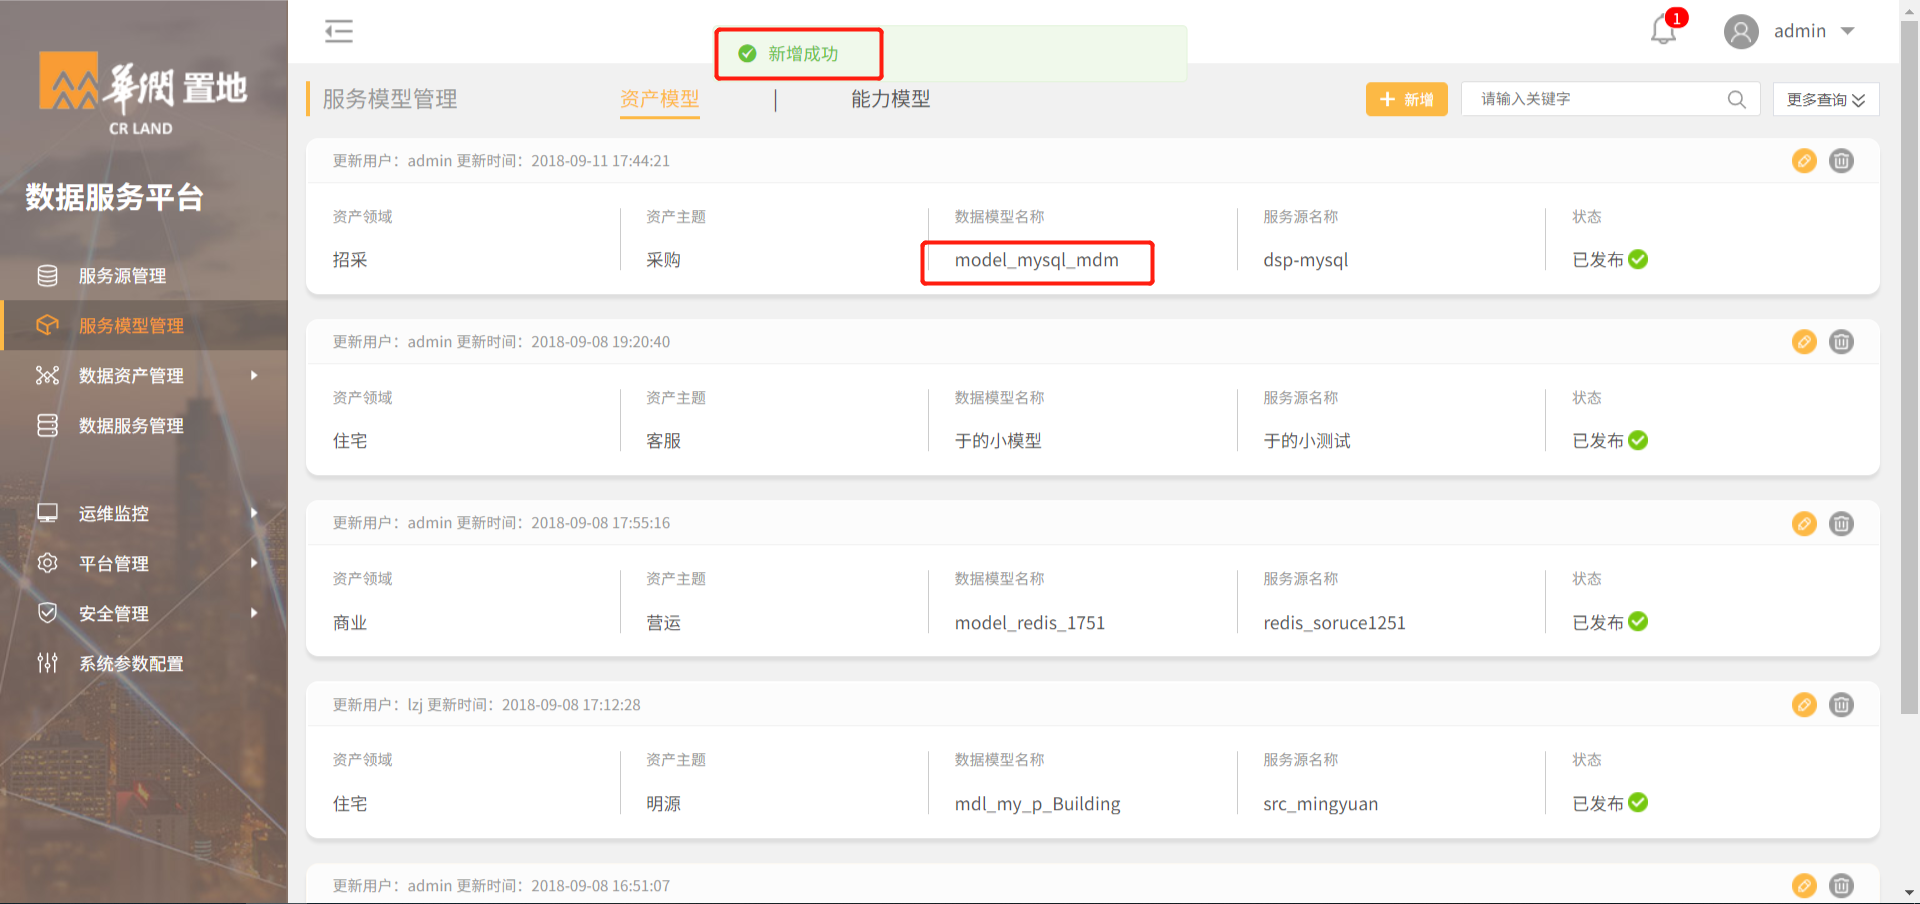 華潤 置地
CR LAND
数据服务平台
服务源管理
服务模型管理
数据资产管理
数据服务管理
运维监控
平台管理
安全管理
系统参数配置
新增成功
1
admin
服务模型管理
资产模型 | 能力模型
新增
请输入关键字
更多查询
更新用户：admin 更新时间：2018-09-11 17:44:21
资产领域 资产主题 数据模型名称 服务源名称 状态
招采 采购 model_mysql_mdm dsp-mysql 已发布
更新用户：admin 更新时间：2018-09-08 19:20:40
资产领域 资产主题 数据模型名称 服务源名称 状态
住宅 客服 于的小模型 于的小测试 已发布
更新用户：admin 更新时间：2018-09-08 17:55:16
资产领域 资产主题 数据模型名称 服务源名称 状态
商业 营运 model_redis_1751 redis_soruce1251 已发布
更新用户：lzj 更新时间：2018-09-08 17:12:28
资产领域 资产主题 数据模型名称 服务源名称 状态
住宅 明源 mdl_my_p_Building src_mingyuan 已发布
更新用户：admin 更新时间：2018-09-08 16:51:07